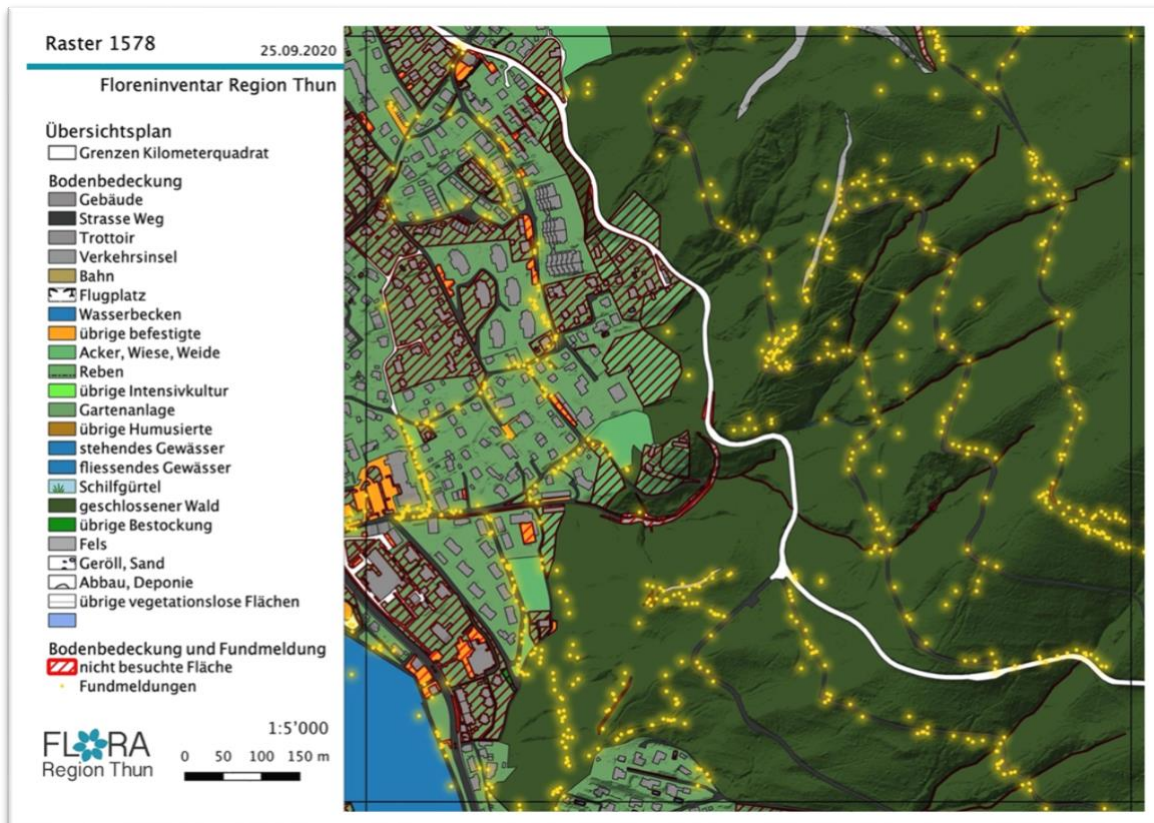 Raster 1578
25.09.2020
Floreninventar Region Thun
Übersichtsplan
Grenzen Kilometerquadrat
Bodenbedeckung
Gebäude
Strasse Weg
Trottoir
Verkehrsinsel
Bahn
Flugplatz
Wasserbecken
übrige befestigte
Acker, Wiese, Weide
Reben
übrige Intensivkultur
Gartenanlage
übrige Humusierte
stehendes Gewässer
fliessendes Gewässer
Schilfgürtel
geschlossener Wald
übrige Bestockung
Fels
Geröll, Sand
Abbau, Deponie
übrige vegetationslose Flächen
Bodenbedeckung und Fundmeldung
nicht besuchte Fläche
Fundmeldungen
1:5'000
0 50 100 150 m
FLORA
Region Thun